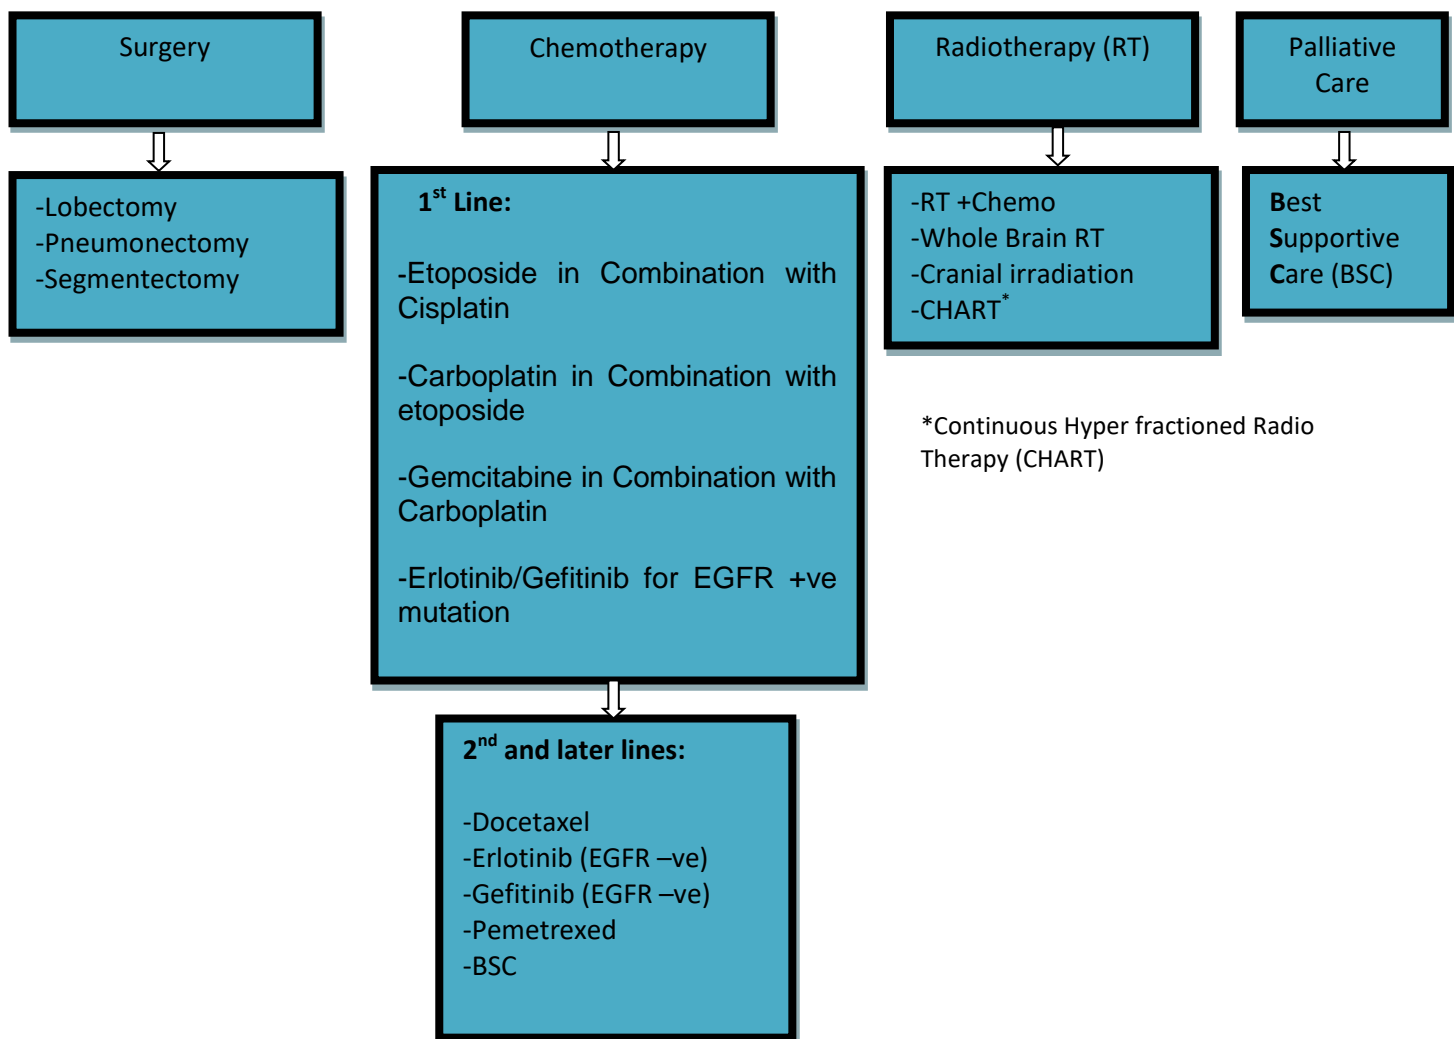 Surgery
Chemotherapy
Radiotherapy (RT)
Palliative
Care
-Lobectomy
-Pneumonectomy
-Segmentectomy
1st Line:
-Etoposide in Combination with
Cisplatin
-Carboplatin in Combination with
etoposide
-Gemcitabine in Combination with
Carboplatin
-Erlotinib/Gefitinib for EGFR +ve
mutation
-RT +Chemo
-Whole Brain RT
-Cranial irradiation
-CHART*
Best
Supportive
Care (BSC)
*Continuous Hyper fractioned Radio
Therapy (CHART)
2nd and later lines:
-Docetaxel
-Erlotinib (EGFR –ve)
-Gefitinib (EGFR –ve)
-Pemetrexed
-BSC